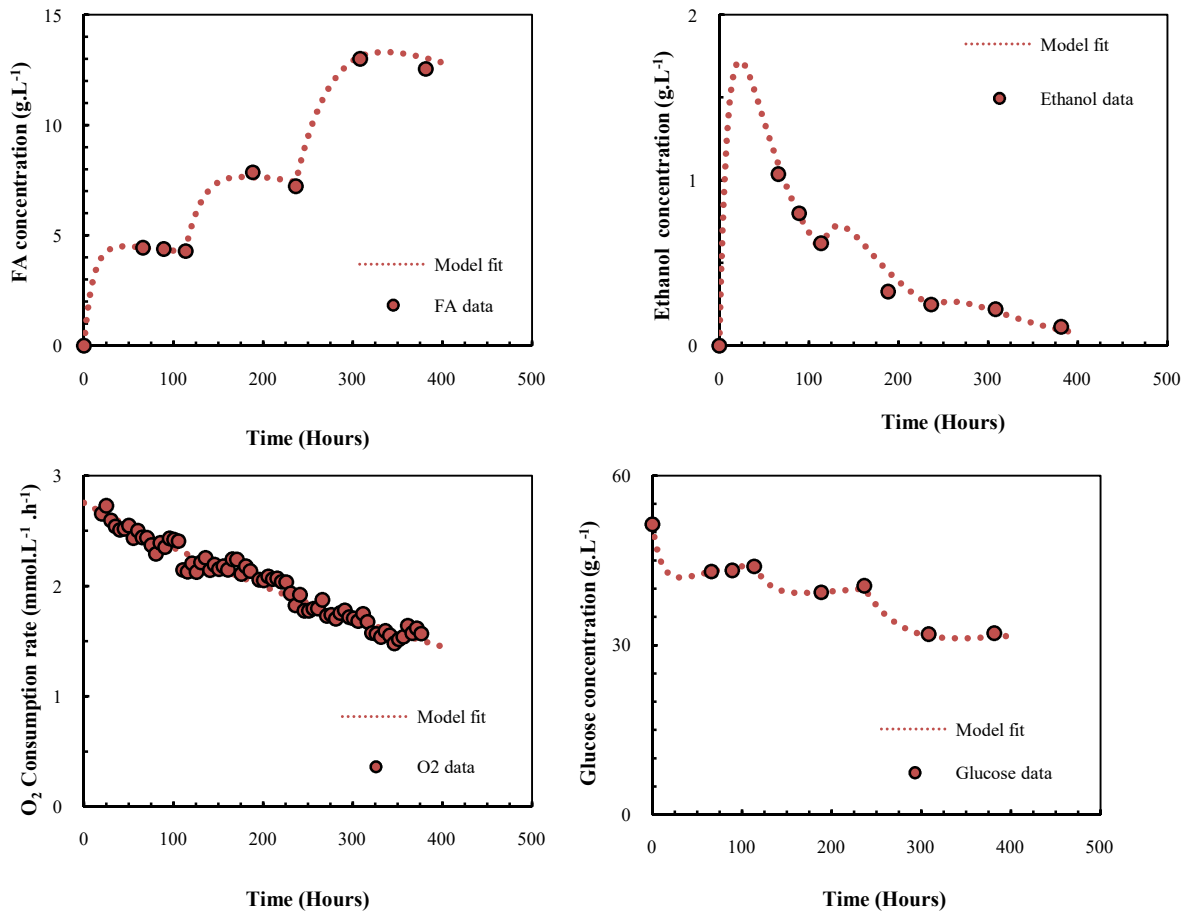 FA concentration (g.L⁻¹)
15
10
5
0
Model fit
FA data
0 100 200 300 400 500
Time (Hours)
Ethanol concentration (g.L⁻¹)
2
1
0
Model fit
Ethanol data
0 100 200 300 400 500
Time (Hours)
O₂ Consumption rate (mmol.L⁻¹ .h⁻¹)
3
2
1
0
Model fit
O2 data
0 100 200 300 400 500
Time (Hours)
Glucose concentration (g.L⁻¹)
60
30
0
Model fit
Glucose data
0 100 200 300 400 500
Time (Hours)